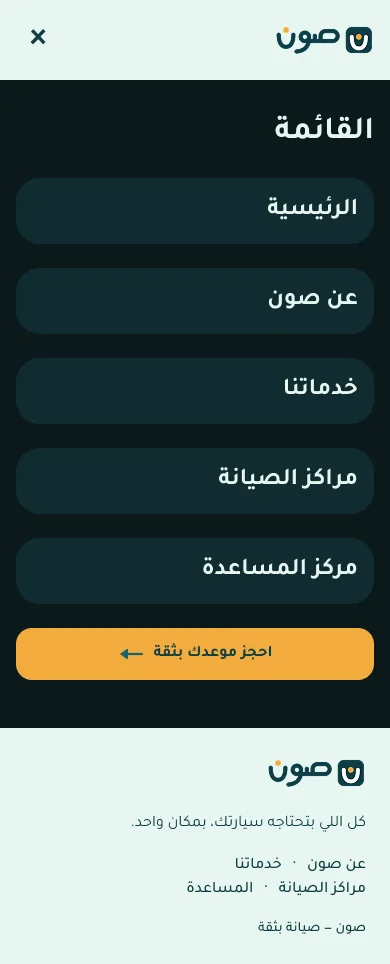 صون
القائمة
الرئيسية
عن صون
خدماتنا
مراكز الصيانة
مركز المساعدة
احجز موعدك بثقة ←
صون
كل اللي بتحتاجه سيارتك، بمكان واحد.
عن صون · خدماتنا
مراكز الصيانة · المساعدة
صون – صيانة بثقة